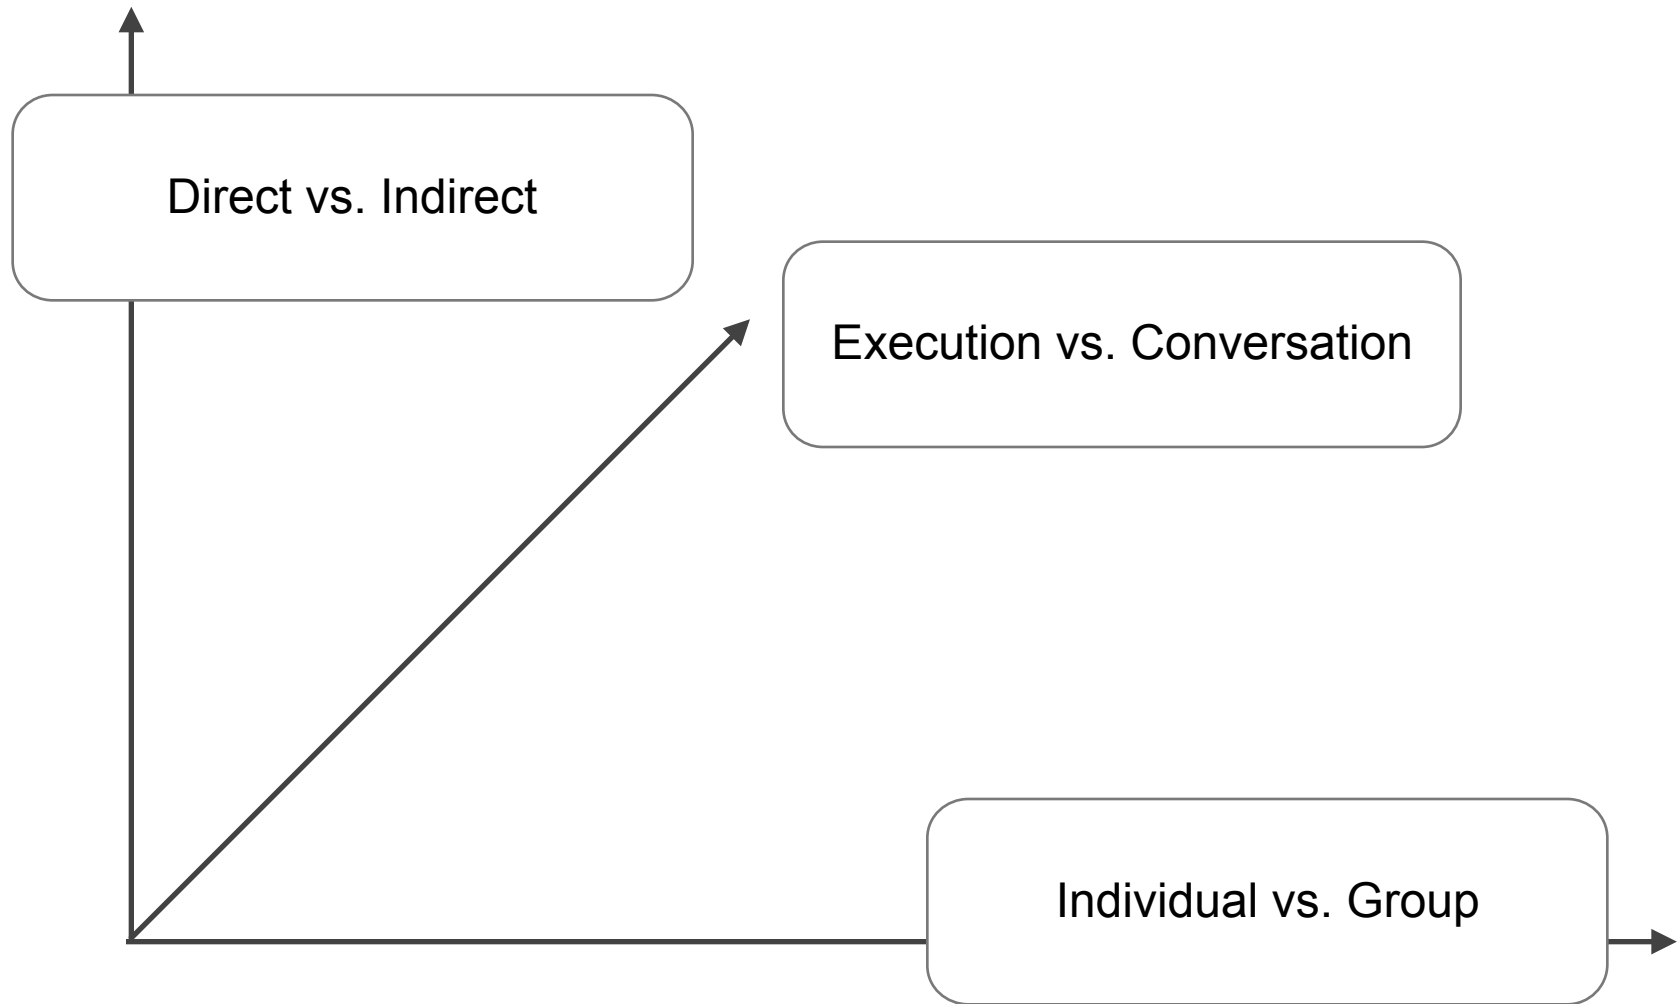 Direct vs. Indirect
Execution vs. Conversation
Individual vs. Group